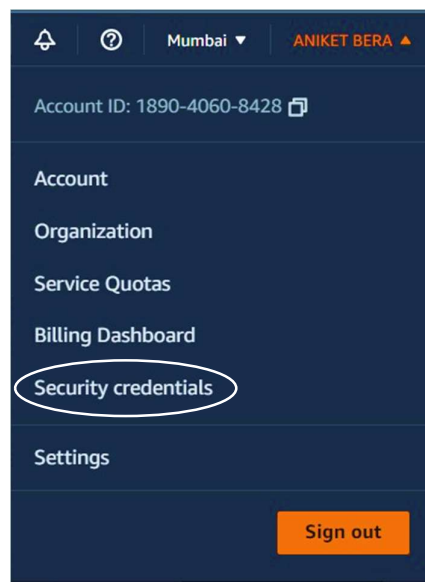 Mumbai ▼ ANIKET BERA ▲
Account ID: 1890-4060-8428
Account
Organization
Service Quotas
Billing Dashboard
Security credentials
Settings
Sign out